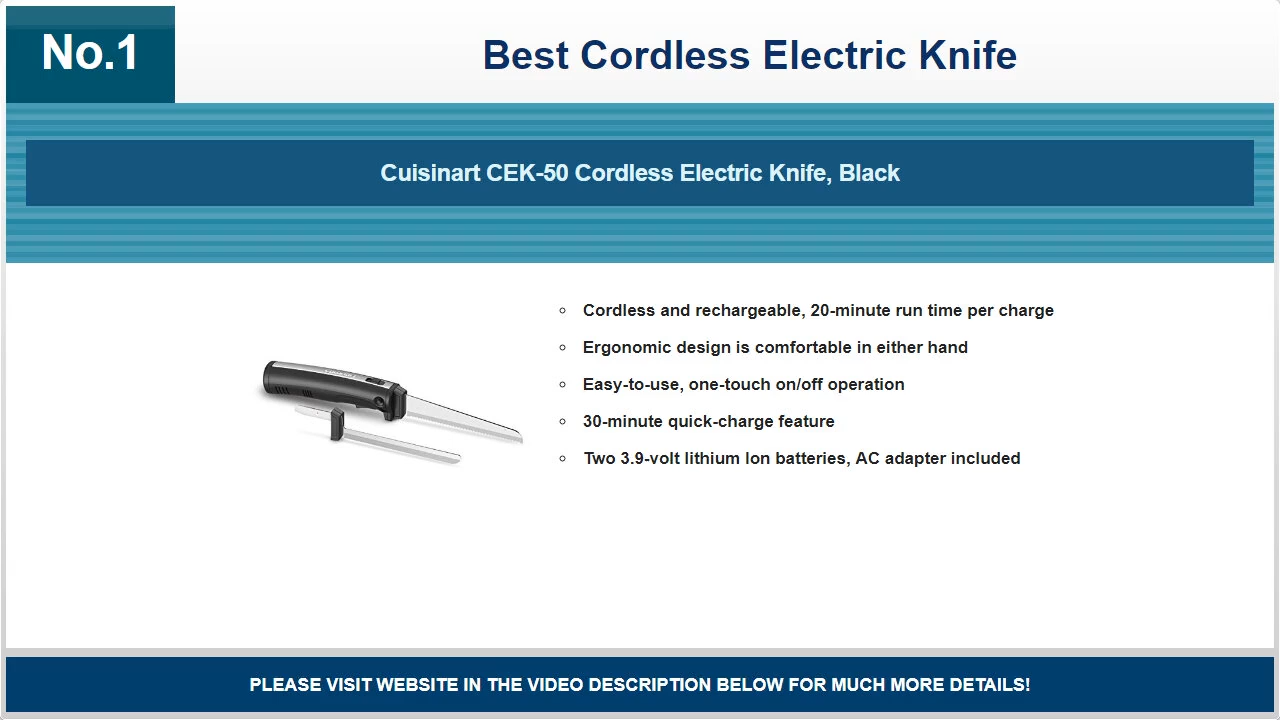 No.1
Best Cordless Electric Knife
Cuisinart CEK-50 Cordless Electric Knife, Black
Cordless and rechargeable, 20-minute run time per charge
Ergonomic design is comfortable in either hand
Easy-to-use, one-touch on/off operation
30-minute quick-charge feature
Two 3.9-volt lithium Ion batteries, AC adapter included
PLEASE VISIT WEBSITE IN THE VIDEO DESCRIPTION BELOW FOR MUCH MORE DETAILS!